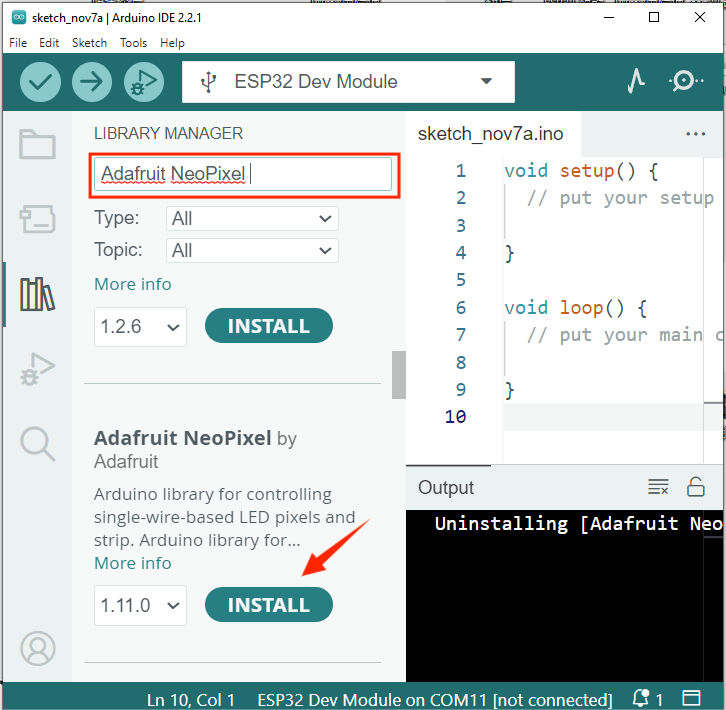 sketch_nov7a | Arduino IDE 2.2.1
File Edit Sketch Tools Help
ESP32 Dev Module
LIBRARY MANAGER
Adafruit NeoPixel
Type: All
Topic: All
More info
1.2.6 INSTALL
Adafruit NeoPixel by
Adafruit
Arduino library for controlling
single-wire-based LED pixels and
strip. Arduino library for...
More info
1.11.0 INSTALL
sketch_nov7a.ino
1 void setup() {
2 // put your setup
3
4 }
5
6 void loop() {
7 // put your main c
8
9 }
10
Output
Uninstalling [Adafruit Neo
Ln 10, Col 1 ESP32 Dev Module on COM11 [not connected] 1